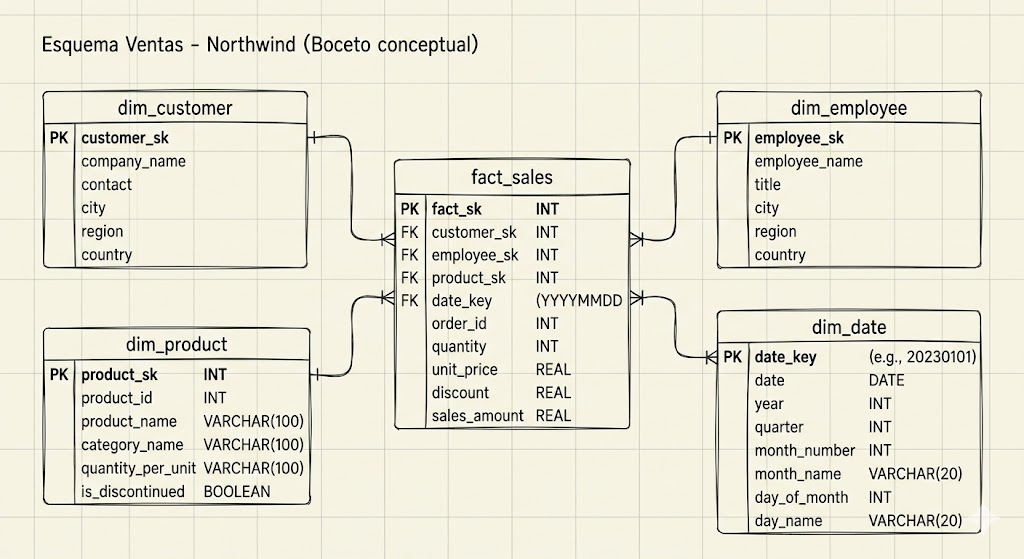 Esquema Ventas - Northwind (Boceto conceptual)
dim_customer
PK customer_sk
company_name
contact
city
region
country
dim_product
PK product_sk INT
product_id INT
product_name VARCHAR(100)
category_name VARCHAR(100)
quantity_per_unit VARCHAR(100)
is_discontinued BOOLEAN
fact_sales
PK fact_sk INT
FK customer_sk INT
FK employee_sk INT
FK product_sk INT
FK date_key (YYYYMMDD
order_id INT
quantity INT
unit_price REAL
discount REAL
sales_amount REAL
dim_employee
PK employee_sk
employee_name
title
city
region
country
dim_date
PK date_key (e.g., 20230101)
date DATE
year INT
quarter INT
month_number INT
month_name VARCHAR(20)
day_of_month INT
day_name VARCHAR(20)